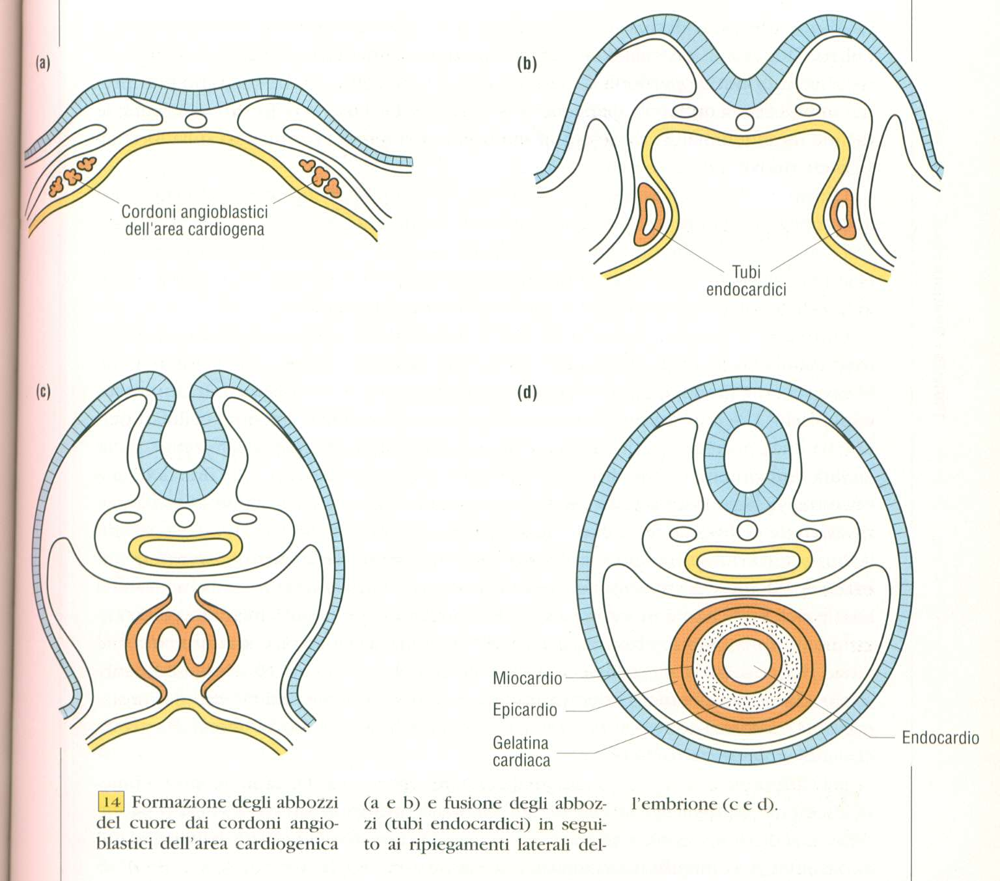 (a)
Cordoni angioblastici
dell'area cardiogena
(b)
Tubi
endocardici
(c)
(d)
Miocardio
Epicardio
Gelatina
cardiaca
Endocardio
14 Formazione degli abbozzi
del cuore dai cordoni angio-
blastici dell'area cardiogenica
(a e b) e fusione degli abboz-
zi (tubi endocardici) in segui-
to ai ripiegamenti laterali del-
l'embrione (c e d).